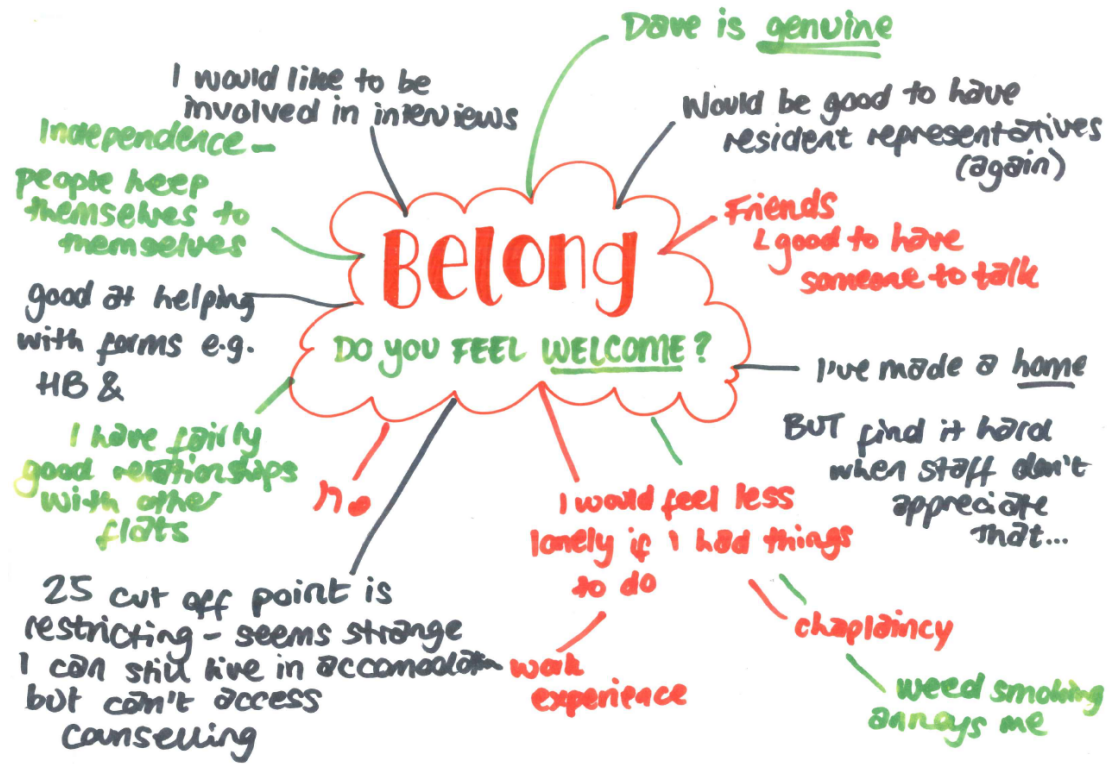 Dave is genuine
I would like to be
involved in interviews
Would be good to have
resident representatives
(again)
Independence –
people keep
themselves to
themselves
Friends
good to have
someone to talk
Belong
DO YOU FEEL WELCOME?
good at helping
with forms e.g.
HB &
I've made a home
BUT find it hard
when staff don't
appreciate
that...
I have fairly
good relationships
with other
flats
no
I would feel less
lonely if I had things
to do
work
experience
chaplaincy
weed smoking
annoys me
25 cut off point is
restricting – seems strange
I can still live in accomodation
but can't access
counselling